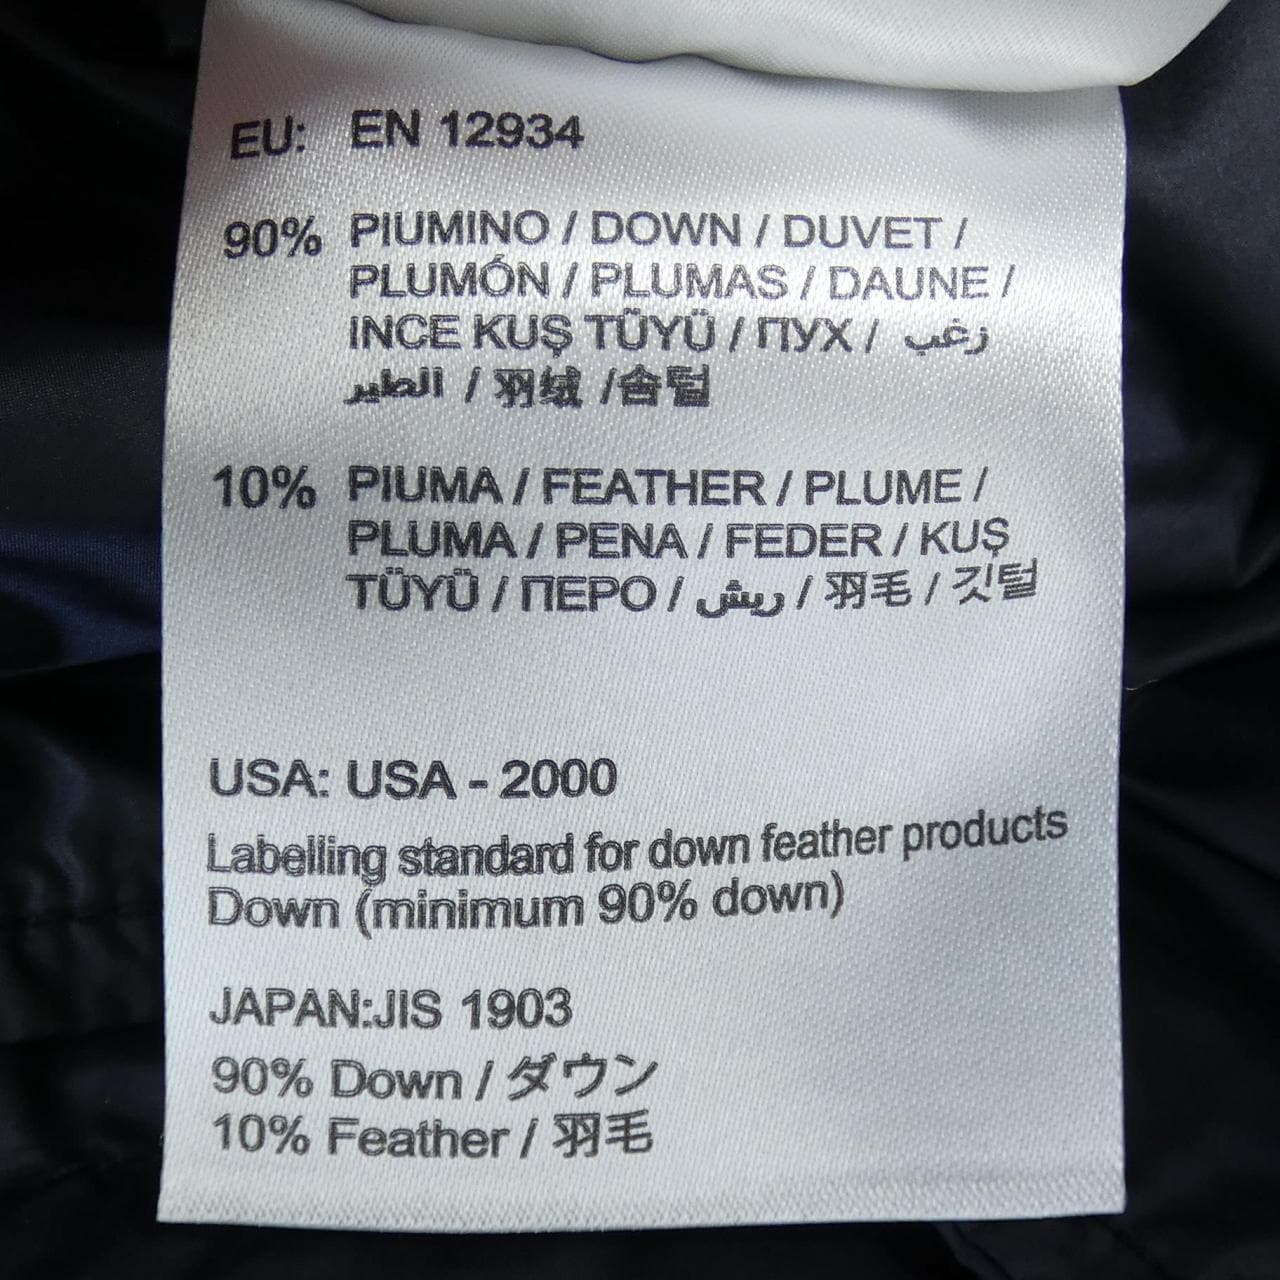 EU: EN 12934
90% PIUMINO / DOWN / DUVET /
PLUMÓN / PLUMAS / DAUNE /
INCE KUŞ TÜYÜ / ПУХ / زغب
الطير / 羽绒 /솜털
10% PIUMA / FEATHER / PLUME /
PLUMA / PENA / FEDER / KUŞ
TÜYÜ / ПЕРО / ريش / 羽毛 / 깃털
USA: USA - 2000
Labelling standard for down feather products
Down (minimum 90% down)
JAPAN:JIS 1903
90% Down / ダウン
10% Feather / 羽毛